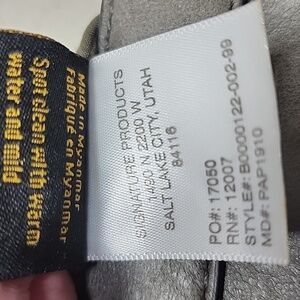 Made in Myanmar
Fabriqué en Myanmar
Spot clean with warm
water and mild
SIGNATURE PRODUCTS
1490 N 2200 W
SALT LAKE CITY, UTAH
84116
PO#: 17050
RN#: 12007
STYLE#: B0000122-002-99
MD#: PAP1910